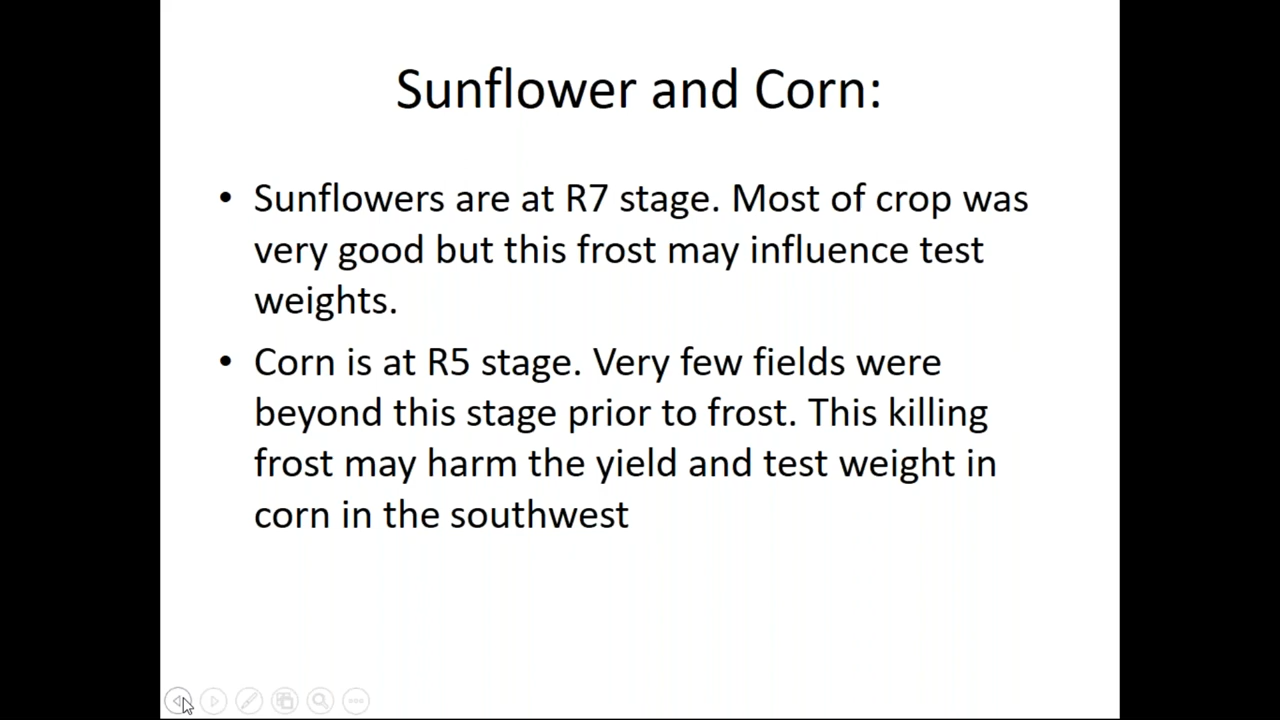 Sunflower and Corn:
• Sunflowers are at R7 stage. Most of crop was
very good but this frost may influence test
weights.
• Corn is at R5 stage. Very few fields were
beyond this stage prior to frost. This killing
frost may harm the yield and test weight in
corn in the southwest